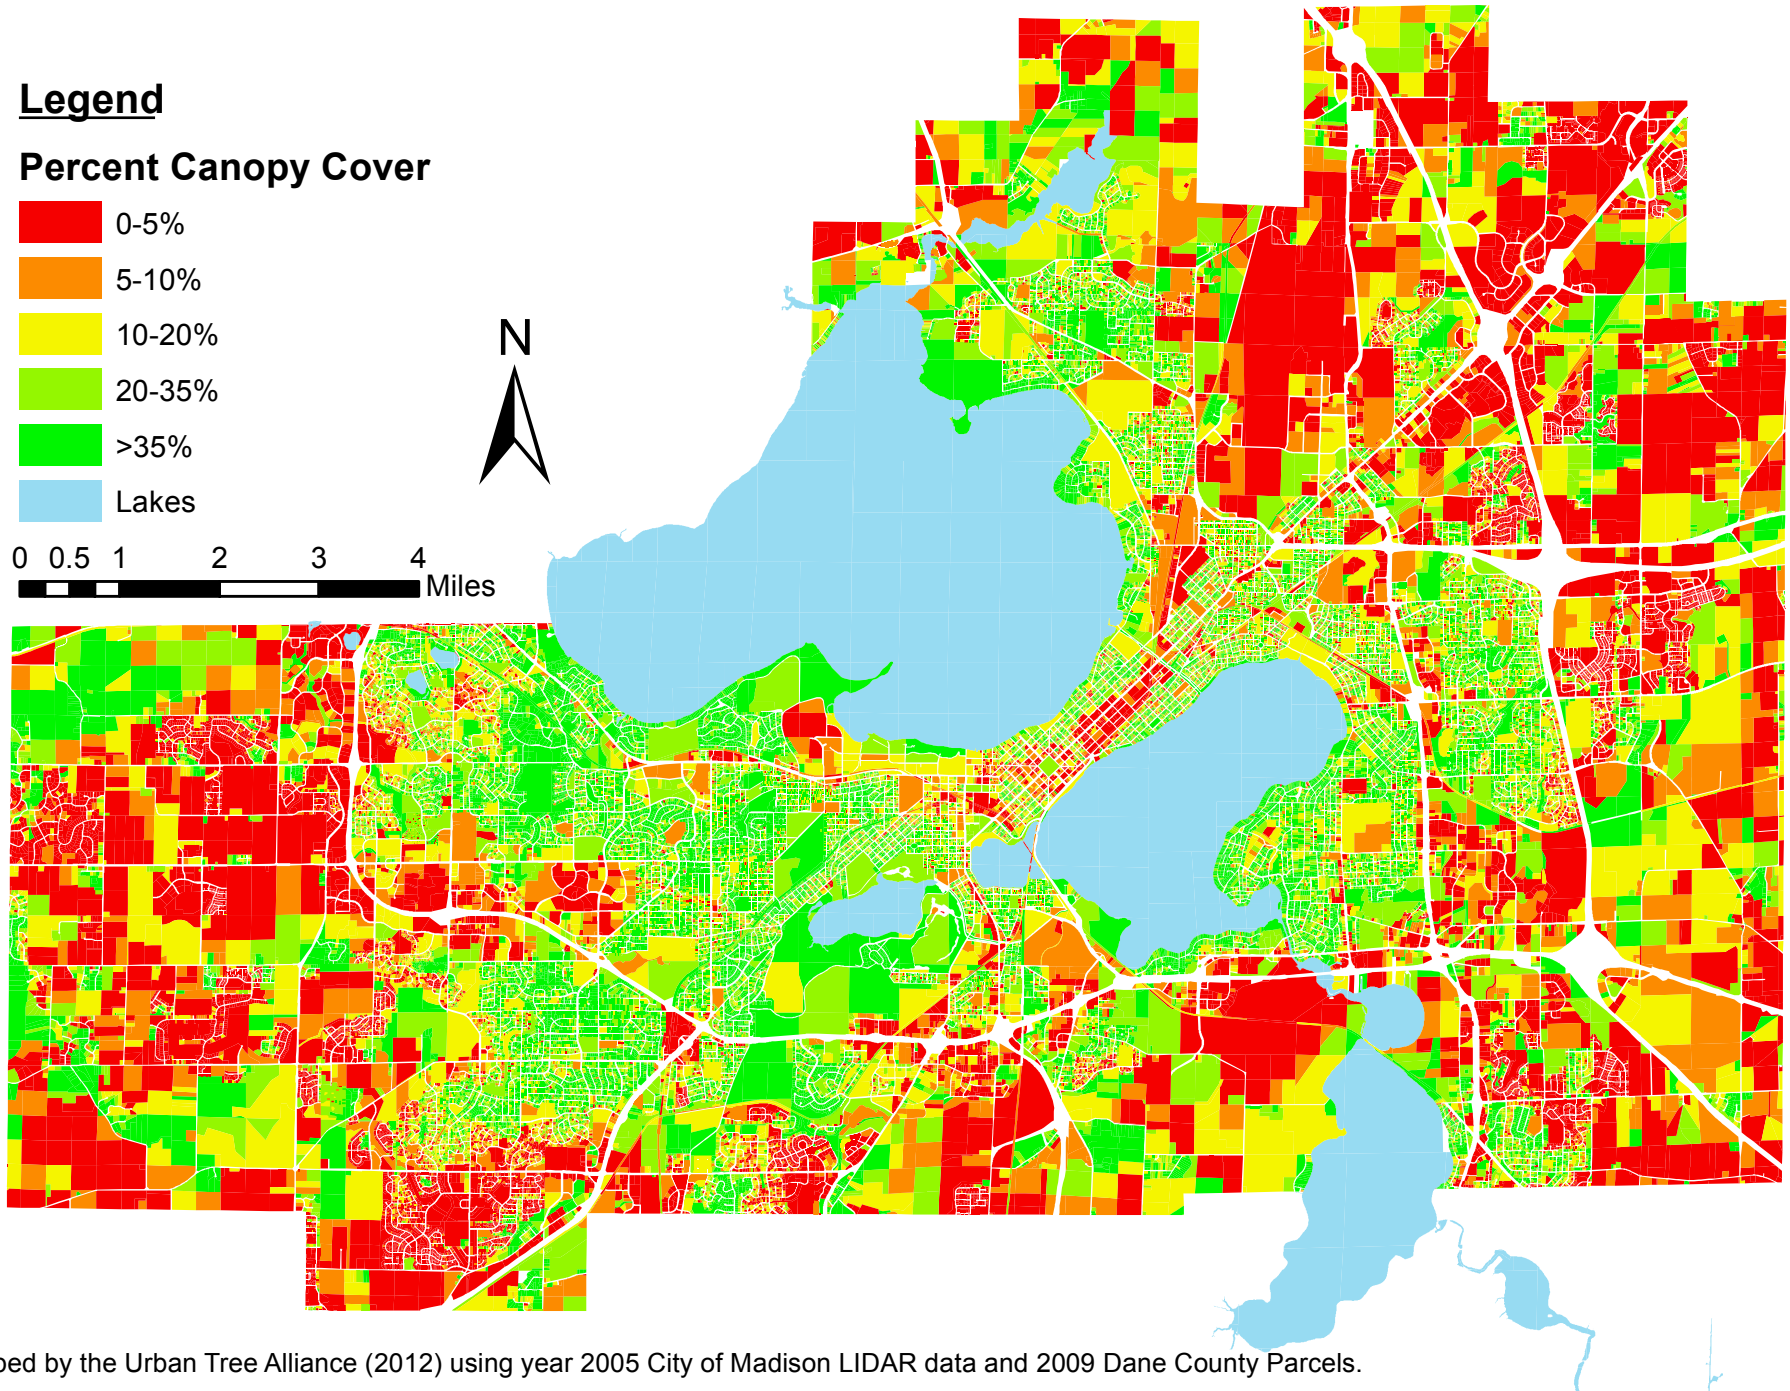 Legend
Percent Canopy Cover
0-5%
5-10%
10-20%
20-35%
>35%
Lakes
N
0 0.5 1 2 3 4
Miles
by the Urban Tree Alliance (2012) using year 2005 City of Madison LIDAR data and 2009 Dane County Parcels.